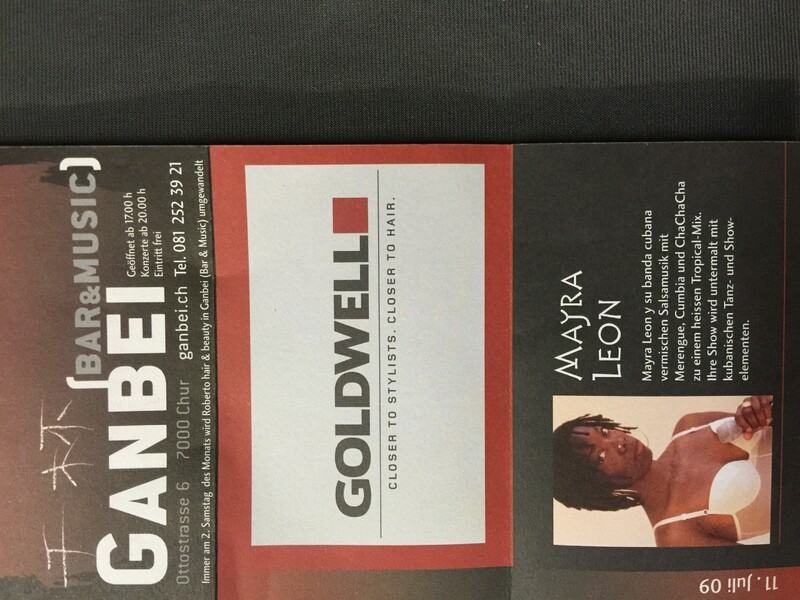 干杯
(BAR&MUSIC)
GANBEI
Geöffnet ab 17.00 h
Konzerte ab 20.00 h
Eintritt frei
Ottostrasse 6 7000 Chur ganbei.ch Tel. 081 252 39 21
Immer am 2. Samstag des Monats wird Roberto hair & beauty in Ganbei (Bar & Music) umgewandelt
GOLDWELL
CLOSER TO STYLISTS. CLOSER TO HAIR.
MAYRA
LEON
Mayra Leon y su banda cubana
vermischen Salsamusik mit
Merengue, Cumbia und ChaChaCha
zu einem heissen Tropical-Mix.
Ihre Show wird untermalt mit
kubanischen Tanz- und Show-
elementen.
11. Juli 09